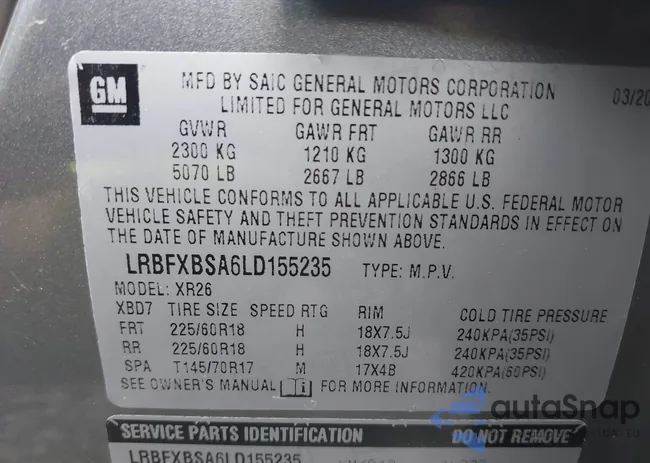 GM
MFD BY SAIC GENERAL MOTORS CORPORATION 03/20
LIMITED FOR GENERAL MOTORS LLC
GVWR GAWR FRT GAWR RR
2300 KG 1210 KG 1300 KG
5070 LB 2667 LB 2866 LB
THIS VEHICLE CONFORMS TO ALL APPLICABLE U.S. FEDERAL MOTOR
VEHICLE SAFETY AND THEFT PREVENTION STANDARDS IN EFFECT ON
THE DATE OF MANUFACTURE SHOWN ABOVE.
LRBFXBSA6LD155235 TYPE: M.P.V.
MODEL: XR26
XBD7 TIRE SIZE SPEED RTG RIM COLD TIRE PRESSURE
FRT 225/60R18 H 18X7.5J 240KPA(35PSI)
RR 225/60R18 H 18X7.5J 240KPA(35PSI)
SPA T145/70R17 M 17X4B 420KPA(60PSI)
SEE OWNER'S MANUAL FOR MORE INFORMATION.
autoSnap
SERVICE PARTS IDENTIFICATION DO NOT REMOVE
LRBFXBSA6LD155235